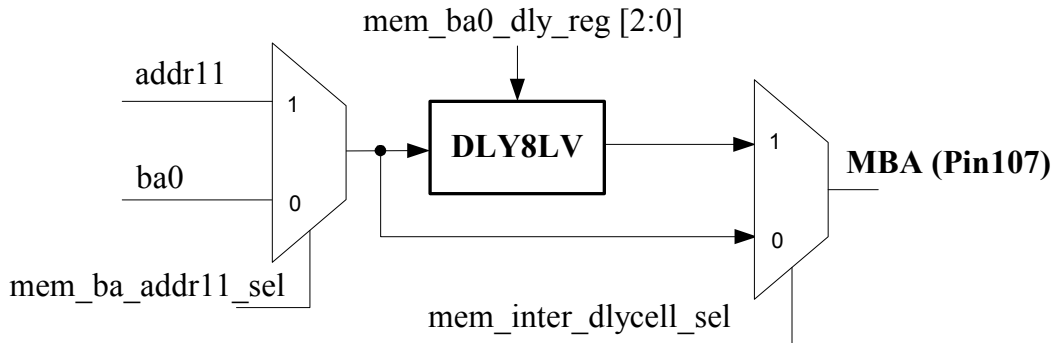 mem_ba0_dly_reg [2:0]
addr11
1
DLY8LV
1
MBA (Pin107)
ba0
0
0
mem_ba_addr11_sel
mem_inter_dlycell_sel